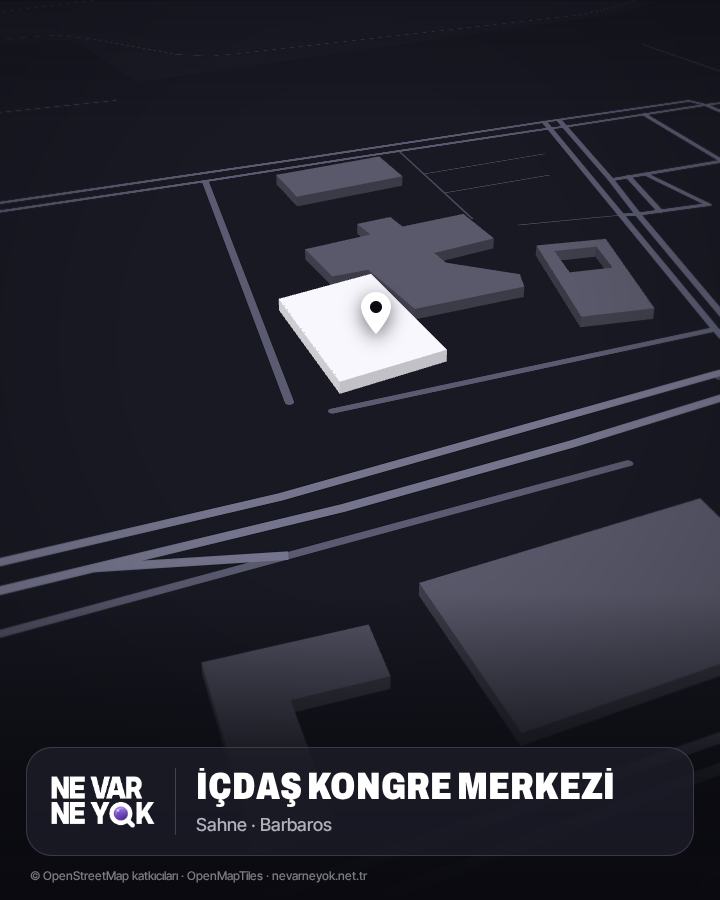 NE VAR
NE YOK
İÇDAŞ KONGRE MERKEZİ
Sahne · Barbaros
© OpenStreetMap katkıcıları · OpenMapTiles · nevarneyok.net.tr